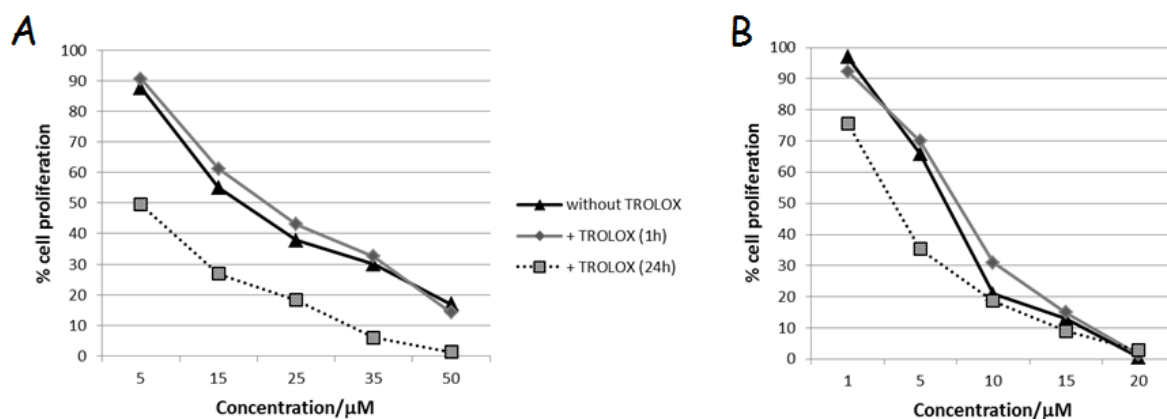 A
100
90
80
70
60
50
40
30
20
10
0
% cell proliferation
5 15 25 35 50
Concentration/µM
without TROLOX
+ TROLOX (1h)
+ TROLOX (24h)
B
100
90
80
70
60
50
40
30
20
10
0
% cell proliferation
1 5 10 15 20
Concentration/µM